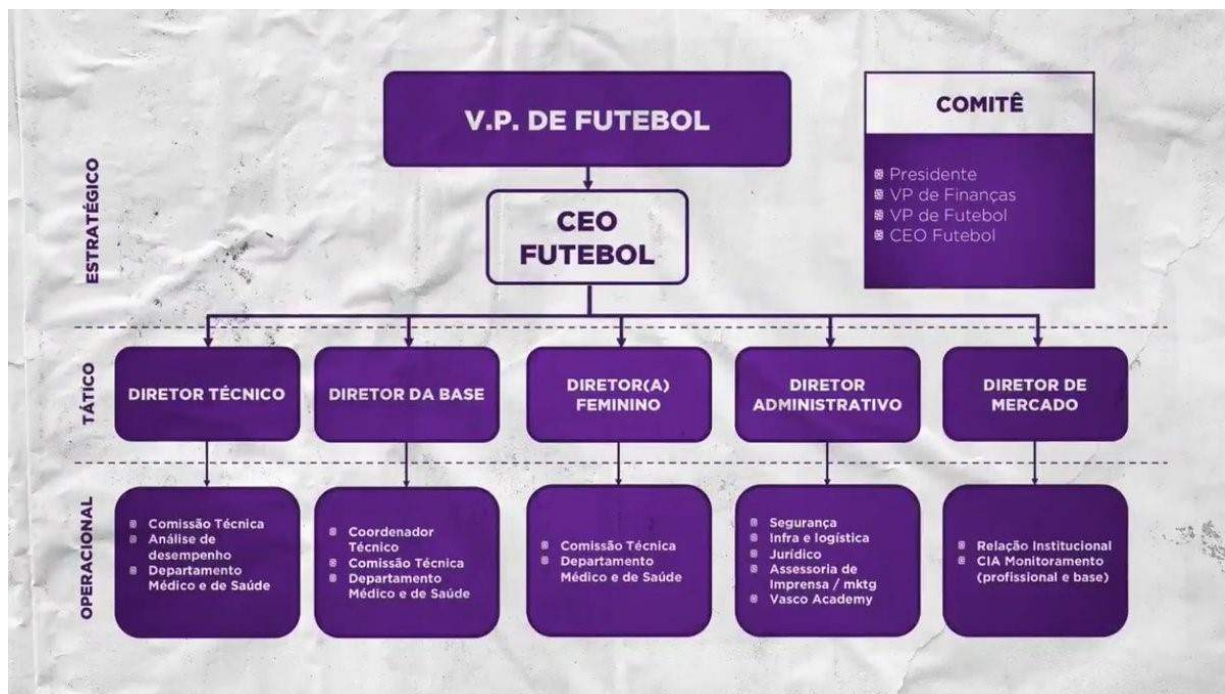 V.P. DE FUTEBOL
COMITÊ
Presidente
VP de Finanças
VP de Futebol
CEO Futebol
ESTRATÉGICO
CEO
FUTEBOL
TÁTICO
DIRETOR TÉCNICO
DIRETOR DA BASE
DIRETOR(A)
FEMININO
DIRETOR
ADMINISTRATIVO
DIRETOR DE
MERCADO
OPERACIONAL
Comissão Técnica
Análise de
desempenho
Departamento
Médico e de Saúde
Coordenador
Técnico
Comissão Técnica
Departamento
Médico e de Saúde
Comissão Técnica
Departamento
Médico e de Saúde
Segurança
Infra e logística
Jurídico
Assessoria de
Imprensa / mktg
Vasco Academy
Relação Institucional
CIA Monitoramento
(profissional e base)